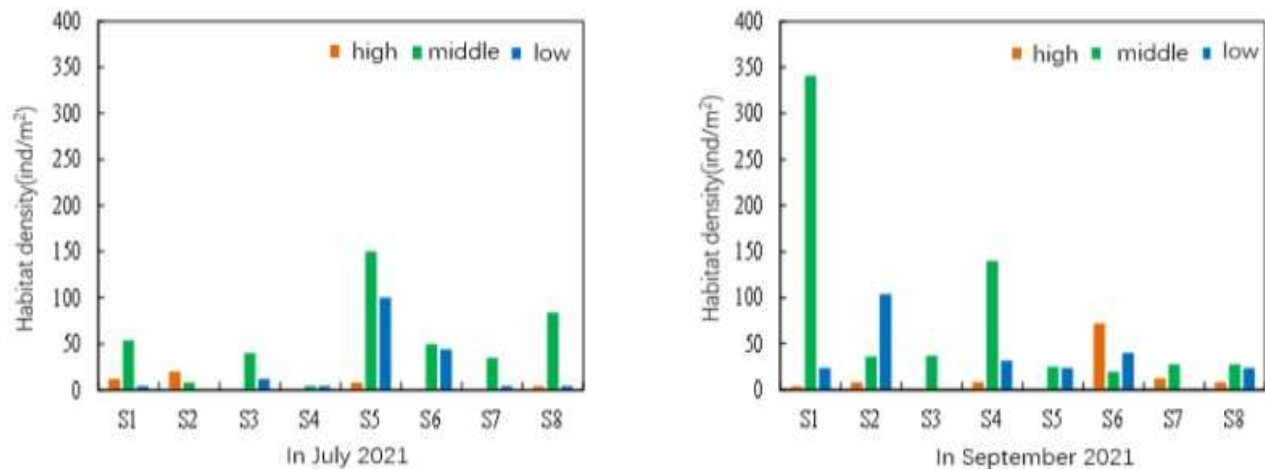 400
350
300
250
200
150
100
50
0
Habitat density(ind/m²)
high middle low
S1 S2 S3 S4 S5 S6 S7 S8
In July 2021
400
350
300
250
200
150
100
50
0
Habitat density(ind/m²)
high middle low
S1 S2 S3 S4 S5 S6 S7 S8
In September 2021